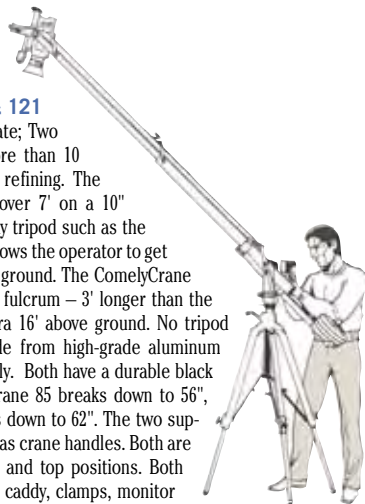 121
ate; Two
ore than 10
refining. The
over 7' on a 10"
y tripod such as the
ows the operator to get
ground. The ComelyCrane
fulcrum – 3' longer than the
ra 16' above ground. No tripod
le from high-grade aluminum
ly. Both have a durable black
rane 85 breaks down to 56",
s down to 62". The two sup-
as crane handles. Both are
and top positions. Both
caddy, clamps, monitor